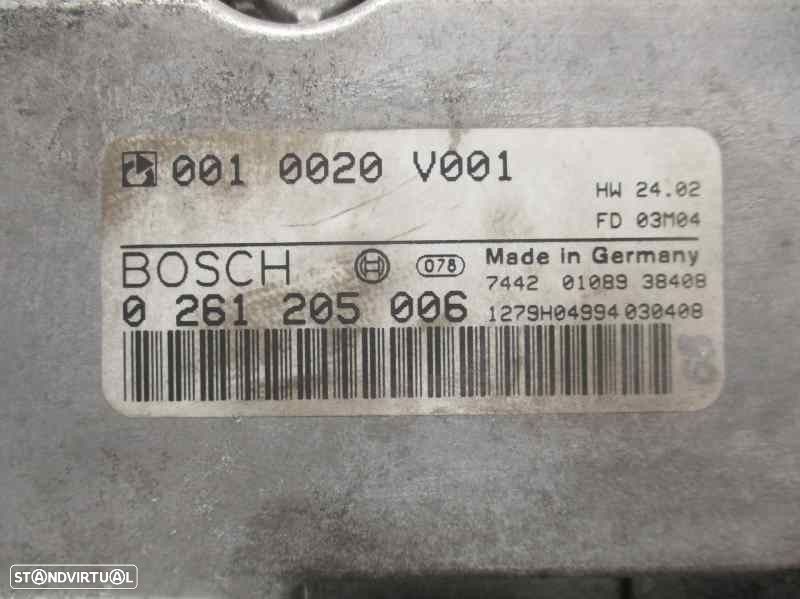 001 0020 V001
HW 24.02
FD 03M04
BOSCH 078 Made in Germany
7442 01089 38408
0 261 205 006 1279H04994 030408
STANDVIRTUAL